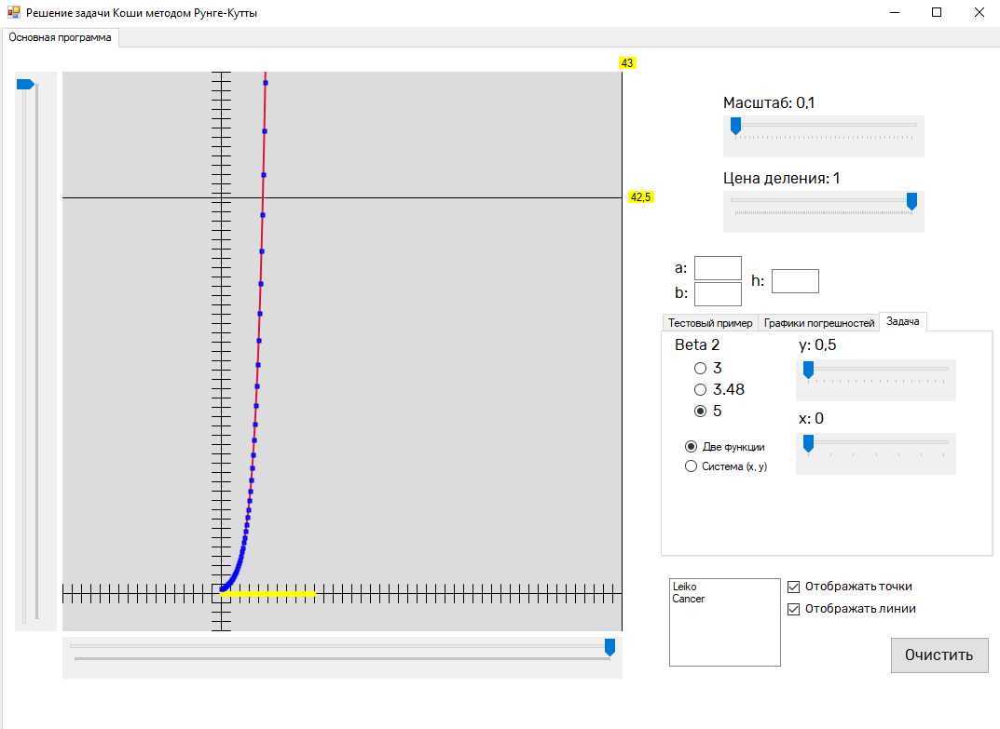 Решение задачи Коши методом Рунге-Кутты
Основная программа
43
42,5
Масштаб: 0,1
Цена деления: 1
a:
b:
h:
Тестовый пример
Графики погрешностей
Задача
Beta 2
3
3.48
5
Две функции
Система (x, y)
y: 0,5
x: 0
Leiko
Cancer
Отображать точки
Отображать линии
Очистить